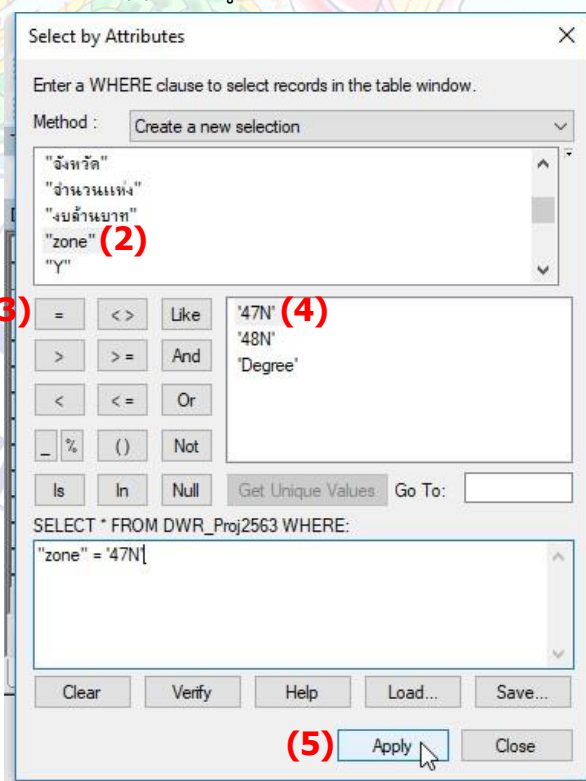 Select by Attributes
Enter a WHERE clause to select records in the table window.
Method : Create a new selection
"จังหวัด"
"จำนวนแห่ง"
"งบล้านบาท"
"zone" (2)
"Y"
3) = < > Like '47N' (4)
> > = And '48N'
< < = Or 'Degree'
_ % () Not
Is In Null Get Unique Values Go To:
SELECT * FROM DWR_Proj2563 WHERE:
"zone" = '47N'
Clear Verify Help Load... Save...
(5) Apply Close